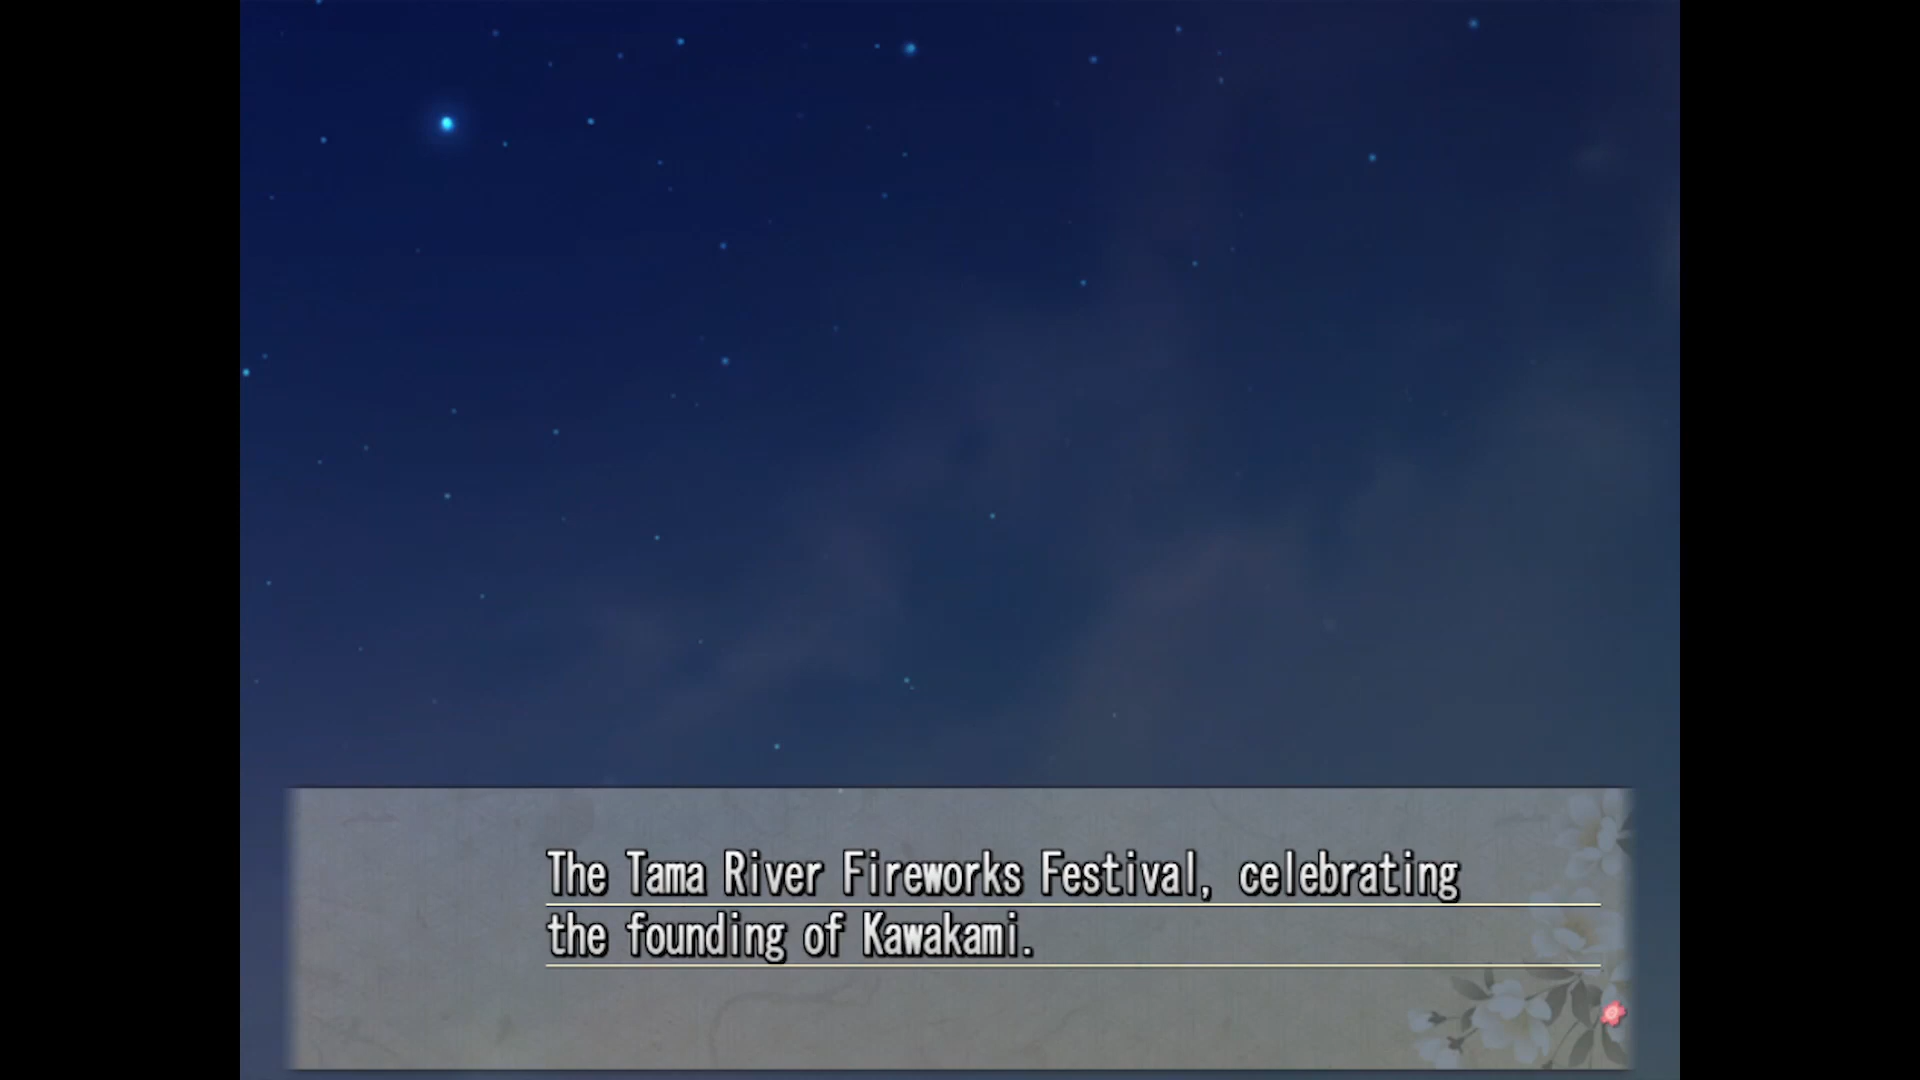 The Tama River Fireworks Festival, celebrating
the founding of Kawakami.